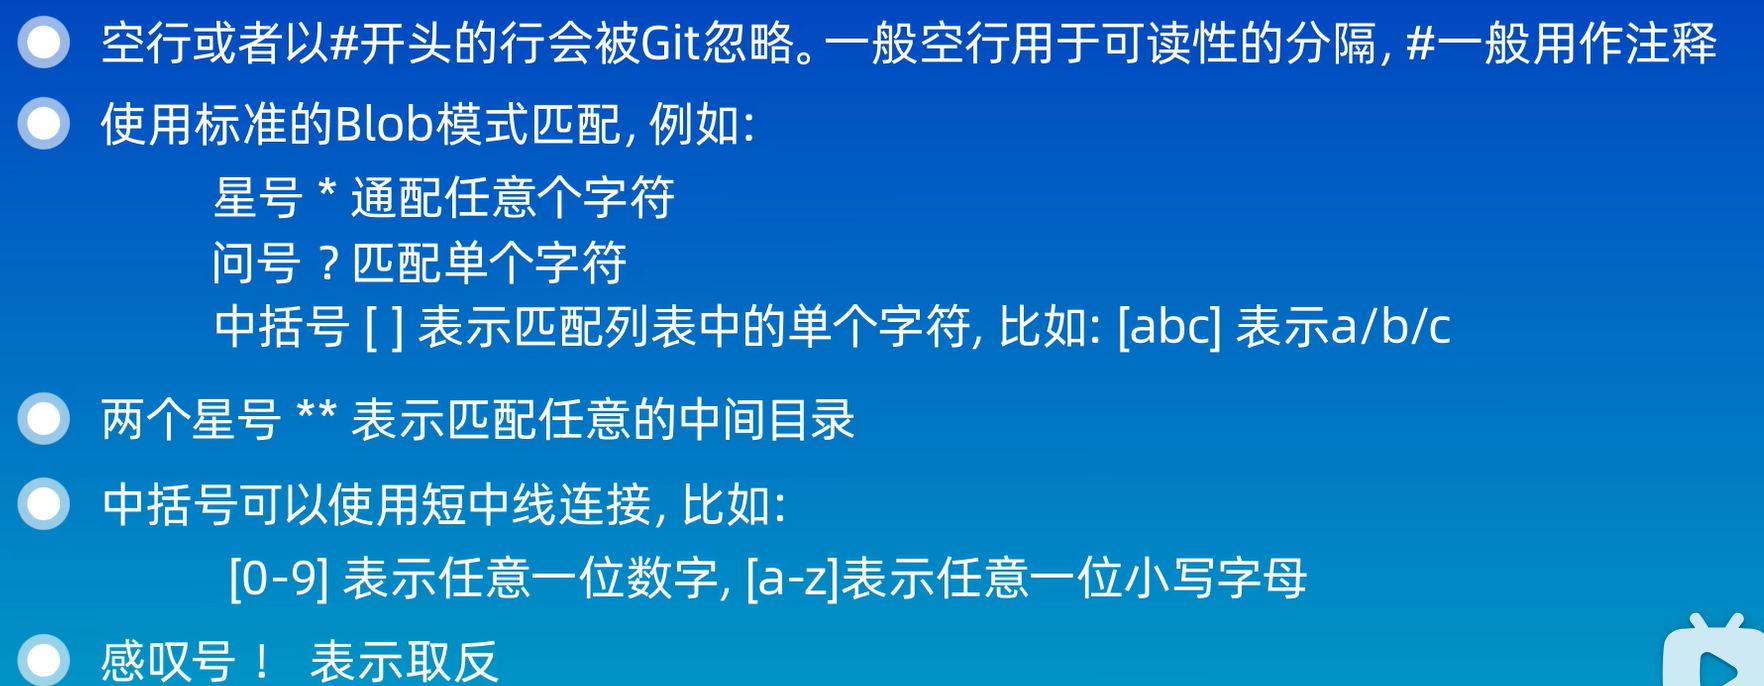 空行或者以#开头的行会被Git忽略。一般空行用于可读性的分隔, #一般用作注释
使用标准的Blob模式匹配, 例如:
星号 * 通配任意个字符
问号 ? 匹配单个字符
中括号 [ ] 表示匹配列表中的单个字符, 比如: [abc] 表示a/b/c
两个星号 ** 表示匹配任意的中间目录
中括号可以使用短中线连接, 比如:
[0-9] 表示任意一位数字, [a-z]表示任意一位小写字母
感叹号 ! 表示取反